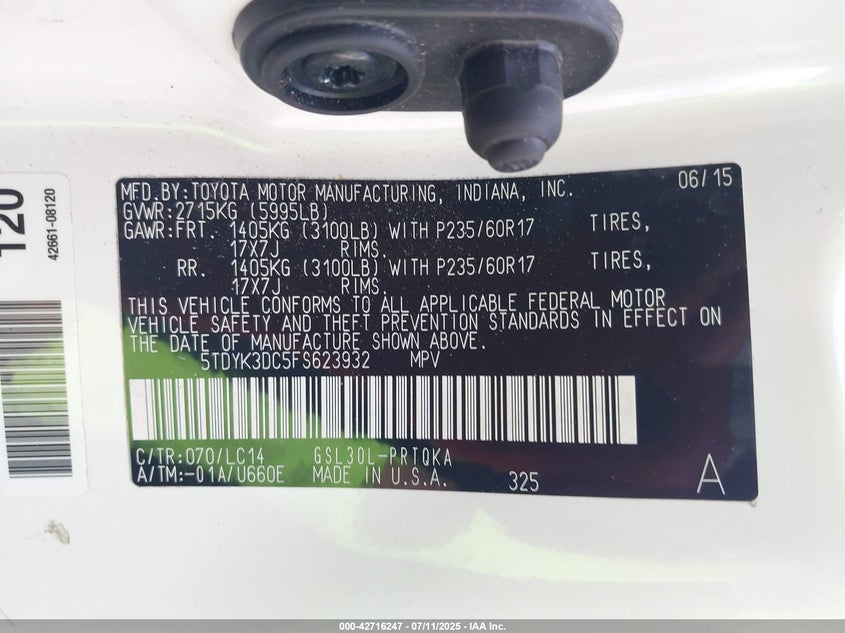 120
42661-08120
MFD.BY:TOYOTA MOTOR MANUFACTURING, INDIANA, INC. 06/15
GVWR:2715KG (5995LB)
GAWR:FRT. 1405KG (3100LB) WITH P235/60R17 TIRES,
17X7J RIMS.
RR. 1405KG (3100LB) WITH P235/60R17 TIRES,
17X7J RIMS.
THIS VEHICLE CONFORMS TO ALL APPLICABLE FEDERAL MOTOR
VEHICLE SAFETY AND THEFT PREVENTION STANDARDS IN EFFECT ON
THE DATE OF MANUFACTURE SHOWN ABOVE.
5TDYK3DC5FS623932 MPV
C/TR:070/LC14 GSL30L-PRTQKA
A/TM:-01A/U660E MADE IN U.S.A. 325 A
000-42716247 - 07/11/2025 - IAA Inc.